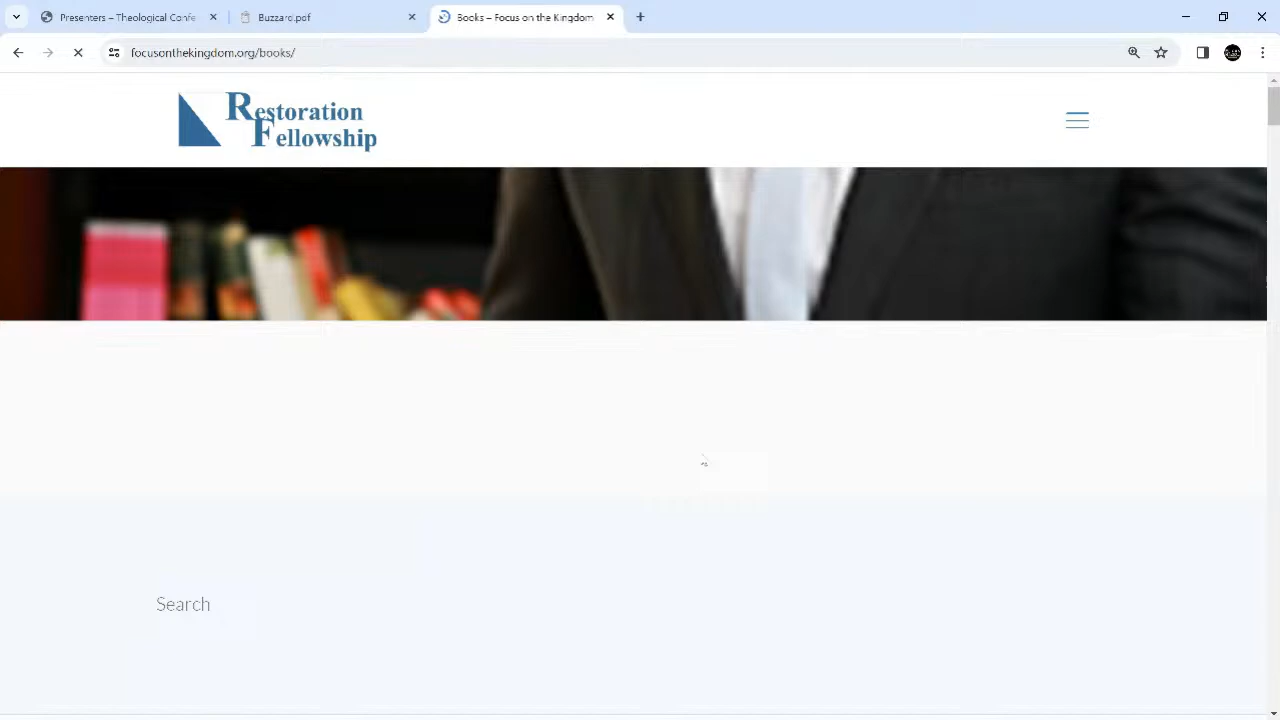 Presenters – Theological Confe
Buzzard.pdf
Books – Focus on the Kingdom
focusonthekingdom.org/books/
Restoration
Fellowship
Search